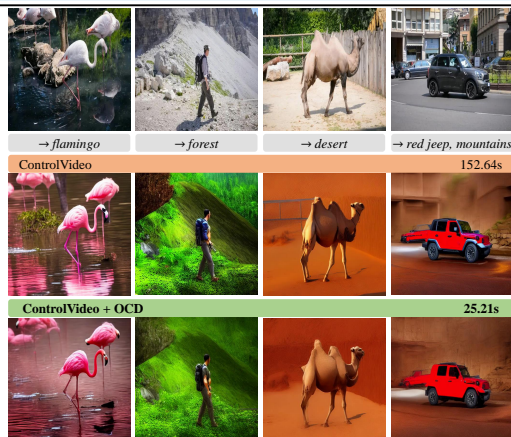 → flamingo
→ forest
→ desert
→ red jeep, mountains
ControlVideo 152.64s
ControlVideo + OCD 25.21s